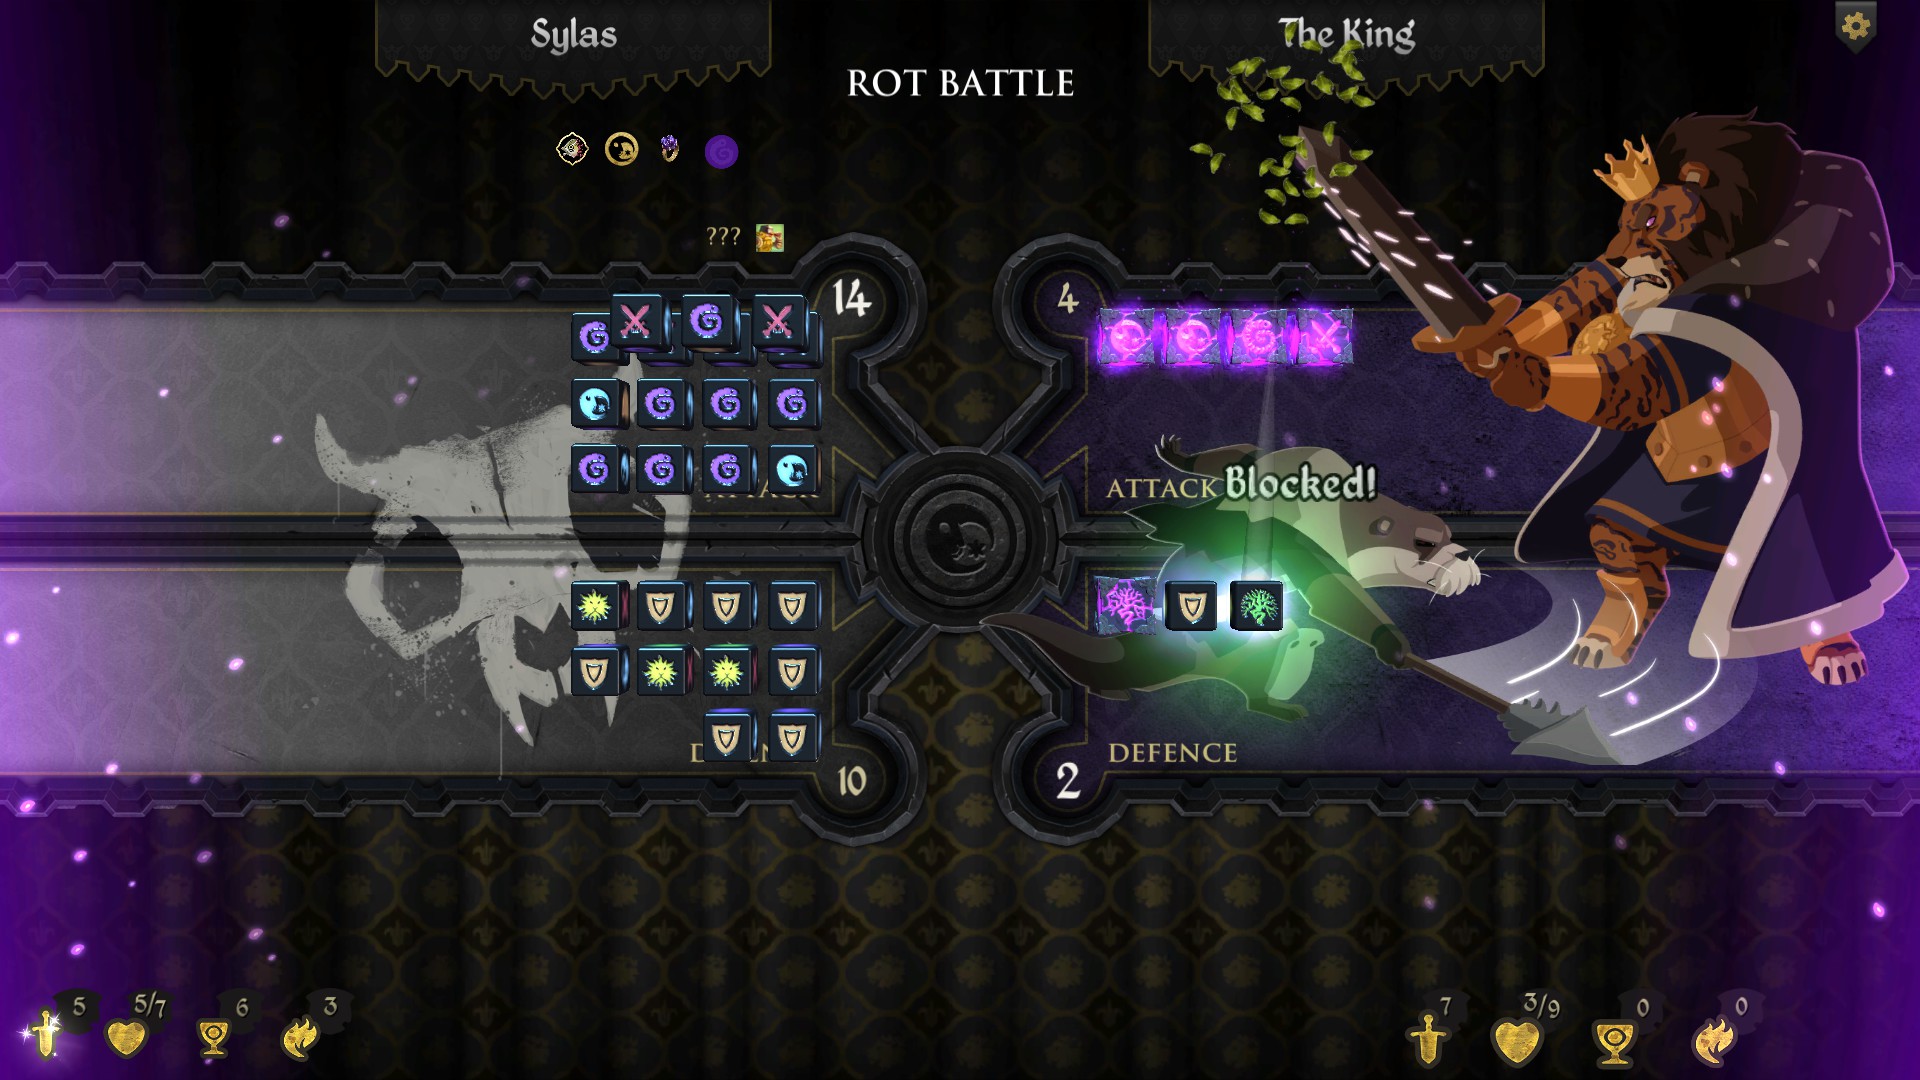 Sylas
The King
ROT BATTLE
???
14
4
ATTACK
ATTACK
Blocked!
DEFENCE
10
2
5
5/7
6
3
7
3/9
0
0